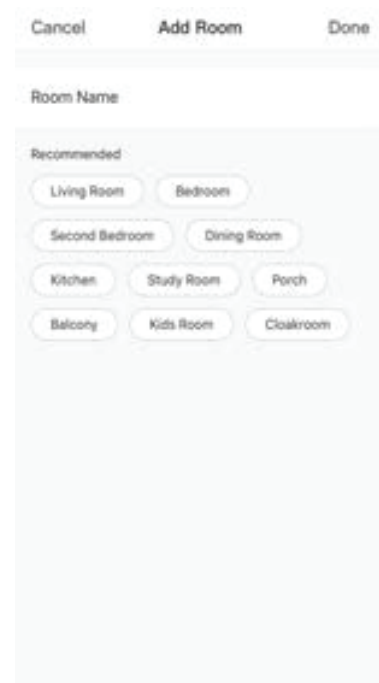 Cancel Add Room Done
Room Name
Recommended
Living Room Bedroom
Second Bedroom Dining Room
Kitchen Study Room Porch
Balcony Kids Room Cloakroom